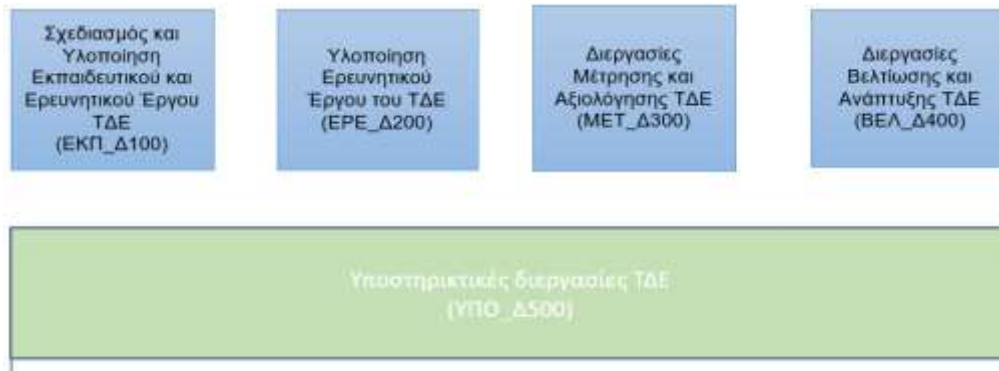 Σχεδιασμός και
Υλοποίηση
Εκπαιδευτικού και
Ερευνητικού Έργου
ΤΔΕ
(ΕΚΠ_Δ100)
Υλοποίηση
Ερευνητικού
Έργου του ΤΔΕ
(ΕΡΕ_Δ200)
Διεργασίες
Μέτρησης και
Αξιολόγησης ΤΔΕ
(ΜΕΤ_Δ300)
Διεργασίες
Βελτίωσης και
Ανάπτυξης ΤΔΕ
(ΒΕΛ_Δ400)
Υποστηρικτικές διεργασίες ΤΔΕ
(ΥΠΟ_Δ500)